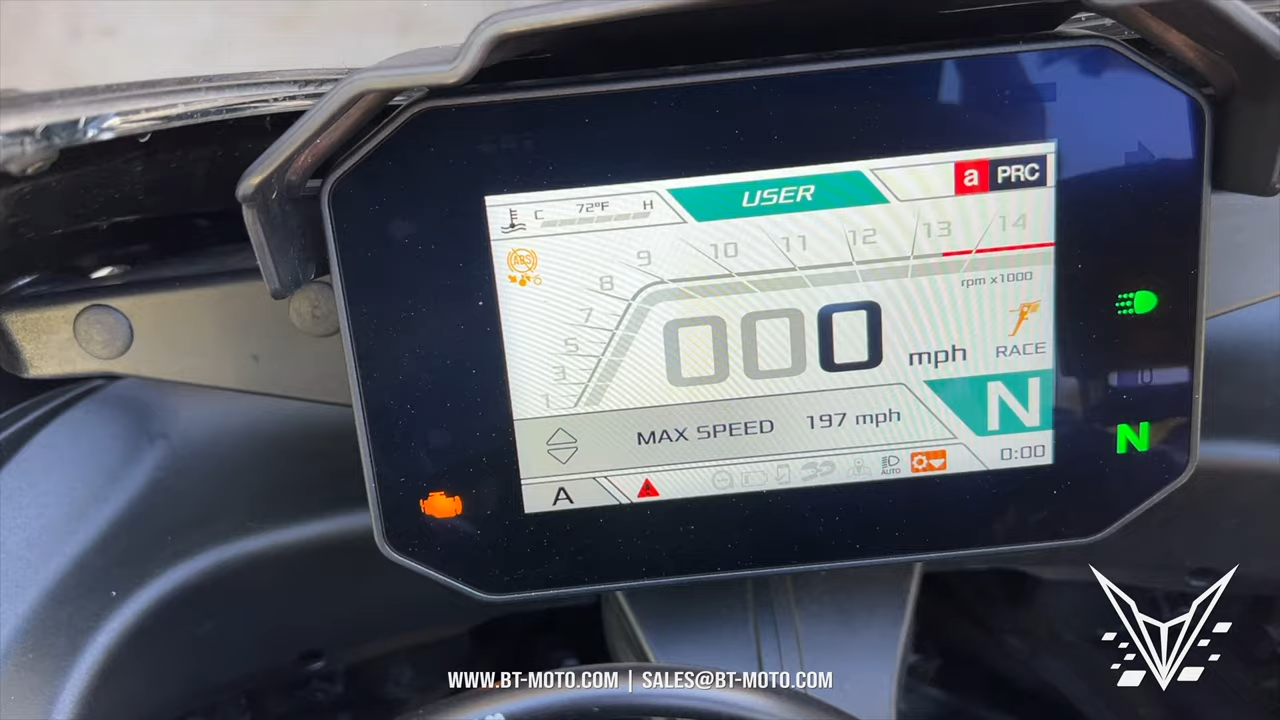 USER
a PRC
C 72°F H
ABS
1 3 5 7 8 9 10 11 12 13 14
rpm x1000
000 mph
RACE
N
MAX SPEED 197 mph
0:00
A
AUTO
N
WWW.BT-MOTO.COM | SALES@BT-MOTO.COM